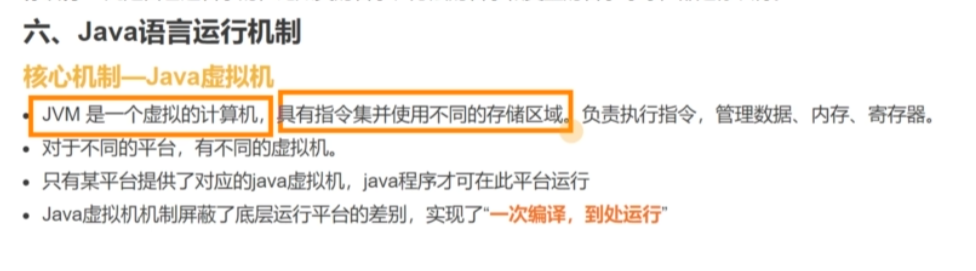 六、Java语言运行机制
核心机制—Java虚拟机
• JVM 是一个虚拟的计算机，具有指令集并使用不同的存储区域。负责执行指令，管理数据、内存、寄存器。
• 对于不同的平台，有不同的虚拟机。
• 只有某平台提供了对应的java虚拟机，java程序才可在此平台运行
• Java虚拟机机制屏蔽了底层运行平台的差别，实现了“一次编译，到处运行”